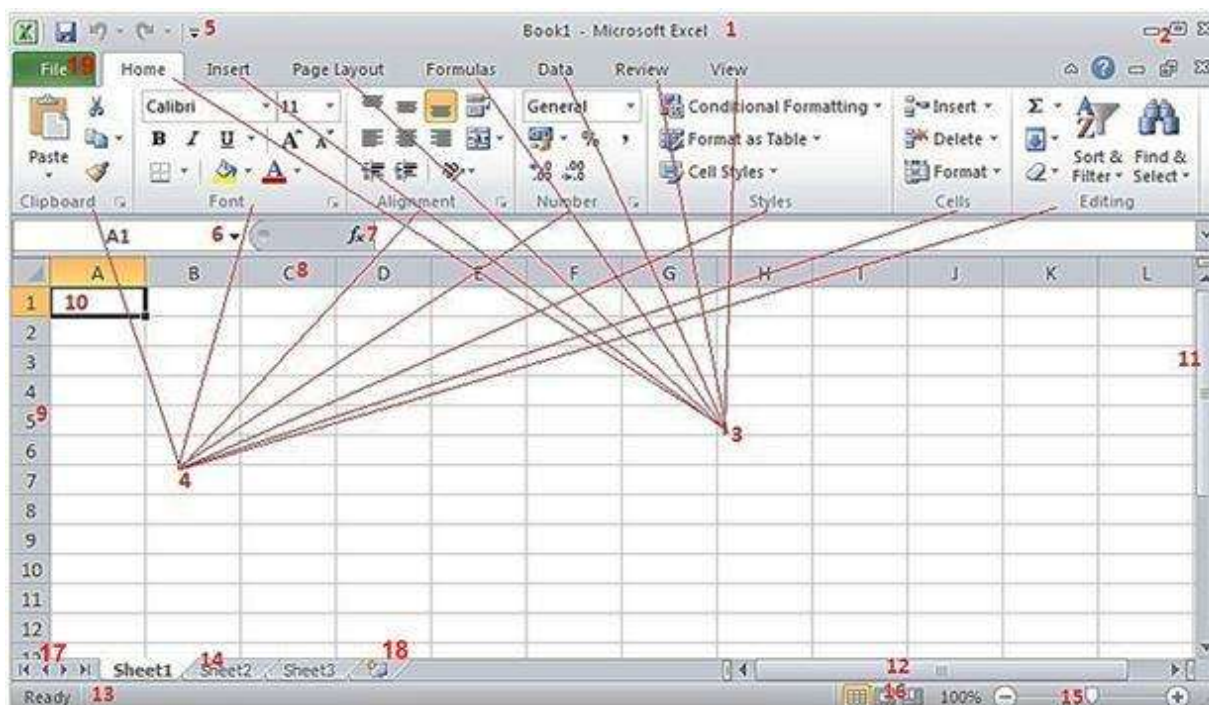 5 Book1 - Microsoft Excel 1 2
File 19 Home Insert Page Layout Formulas Data Review View
Calibri 11 General Conditional Formatting Insert Σ
B I U A A % , Format as Table Delete
Paste A Cell Styles Format Sort & Filter Find & Select
Clipboard Font Alignment Number Styles Cells Editing
A1 6 fx 7
A B C 8 D E F G H I J K L
1 10
2
3 11
4
5 9
3
6
7 4
8
9
10
11
12
17 Sheet1 14 Sheet2 Sheet3 18 12
Ready 13 16 100% 15